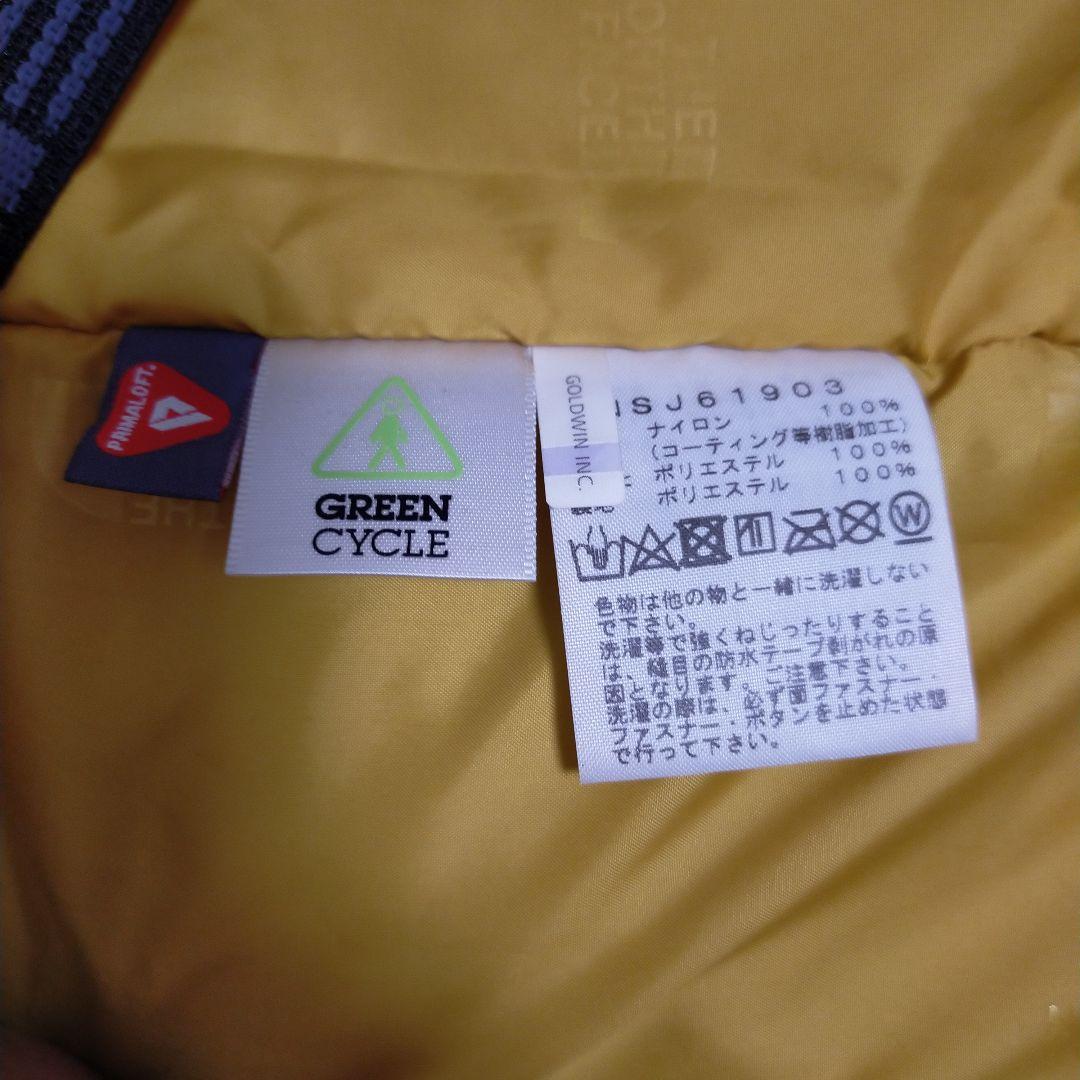 THE
NORTH
FACE
PRIMALOFT®
GREEN
CYCLE
GOLDWIN INC.
NSJ61903
ナイロン 100%
(コーティング等樹脂加工)
ポリエステル 100%
ポリエステル 100%
W
色物は他の物と一緒に洗濯しない
で下さい。
洗濯等で強くねじったりすること
は、縫目の防水テープ剥がれの原
因となります。ご注意下さい。
洗濯の際は、必ず面ファスナー・
ファスナー・ボタンを止めた状態
で行って下さい。
THE